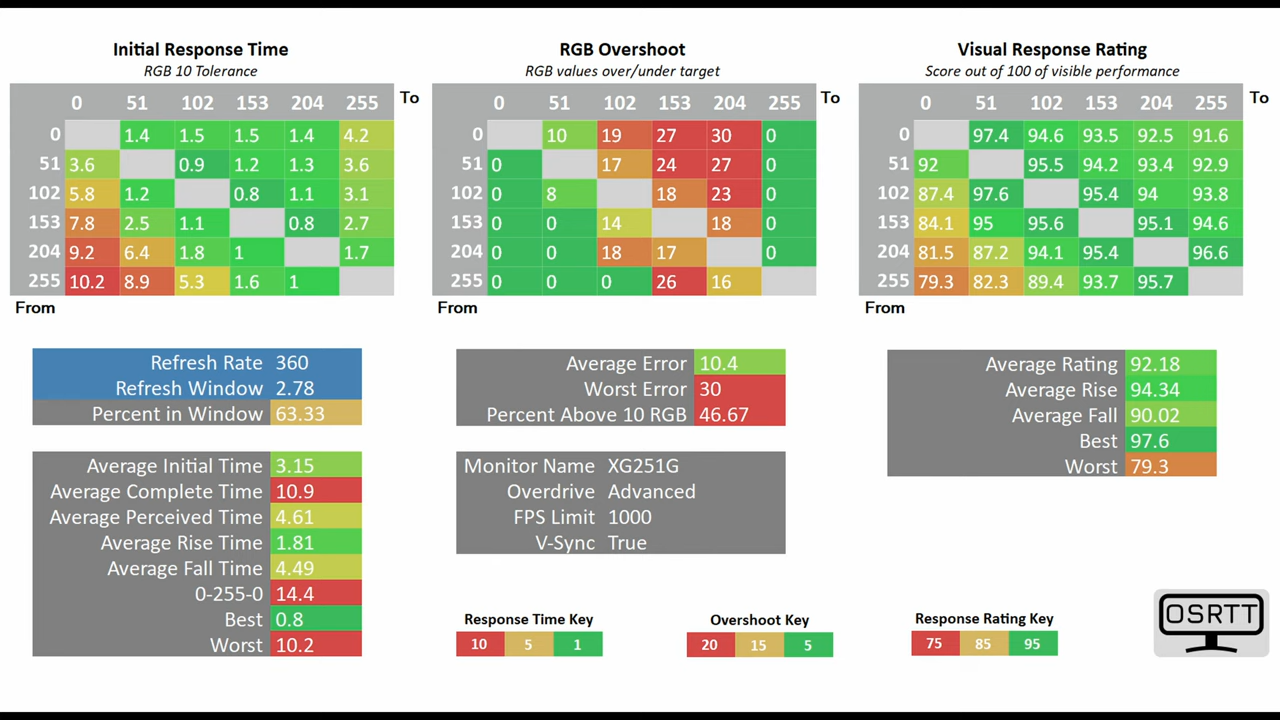 Initial Response Time
RGB 10 Tolerance
0 51 102 153 204 255 To
0 1.4 1.5 1.5 1.4 4.2
51 3.6 0.9 1.2 1.3 3.6
102 5.8 1.2 0.8 1.1 3.1
153 7.8 2.5 1.1 0.8 2.7
204 9.2 6.4 1.8 1 1.7
255 10.2 8.9 5.3 1.6 1
From
RGB Overshoot
RGB values over/under target
0 51 102 153 204 255 To
0 10 19 27 30 0
51 0 17 24 27 0
102 0 8 18 23 0
153 0 0 14 18 0
204 0 0 18 17 0
255 0 0 0 26 16
From
Visual Response Rating
Score out of 100 of visible performance
0 51 102 153 204 255 To
0 97.4 94.6 93.5 92.5 91.6
51 92 95.5 94.2 93.4 92.9
102 87.4 97.6 95.4 94 93.8
153 84.1 95 95.6 95.1 94.6
204 81.5 87.2 94.1 95.4 96.6
255 79.3 82.3 89.4 93.7 95.7
From
Refresh Rate 360
Refresh Window 2.78
Percent in Window 63.33
Average Initial Time 3.15
Average Complete Time 10.9
Average Perceived Time 4.61
Average Rise Time 1.81
Average Fall Time 4.49
0-255-0 14.4
Best 0.8
Worst 10.2
Average Error 10.4
Worst Error 30
Percent Above 10 RGB 46.67
Monitor Name XG251G
Overdrive Advanced
FPS Limit 1000
V-Sync True
Average Rating 92.18
Average Rise 94.34
Average Fall 90.02
Best 97.6
Worst 79.3
Response Time Key
10 5 1
Overshoot Key
20 15 5
Response Rating Key
75 85 95
OSRTT